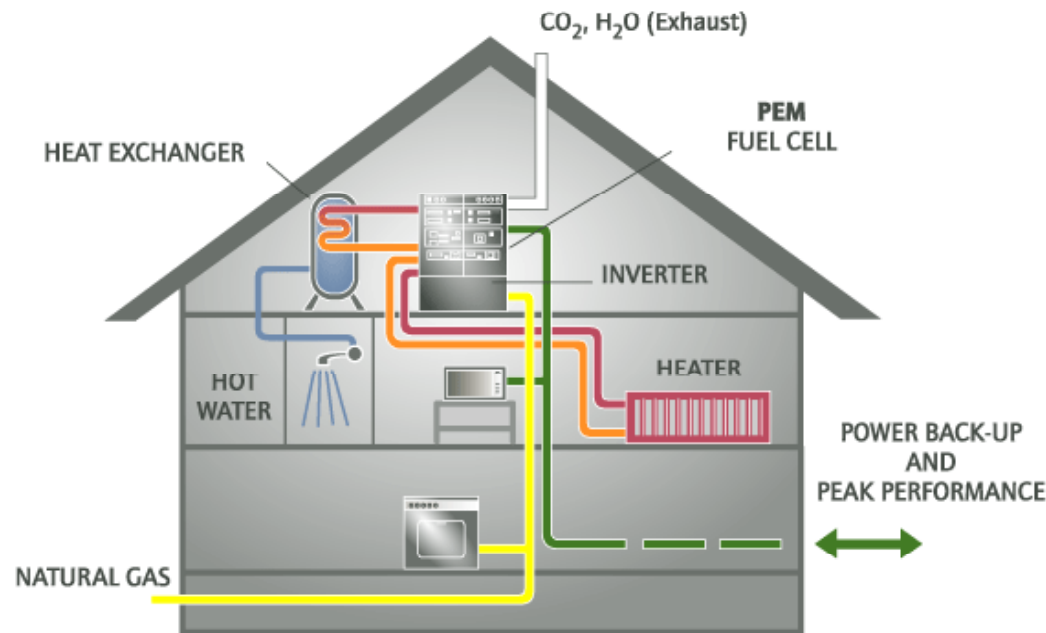 CO₂, H₂O (Exhaust)
PEM
FUEL CELL
HEAT EXCHANGER
INVERTER
HOT
WATER
HEATER
POWER BACK-UP
AND
PEAK PERFORMANCE
NATURAL GAS